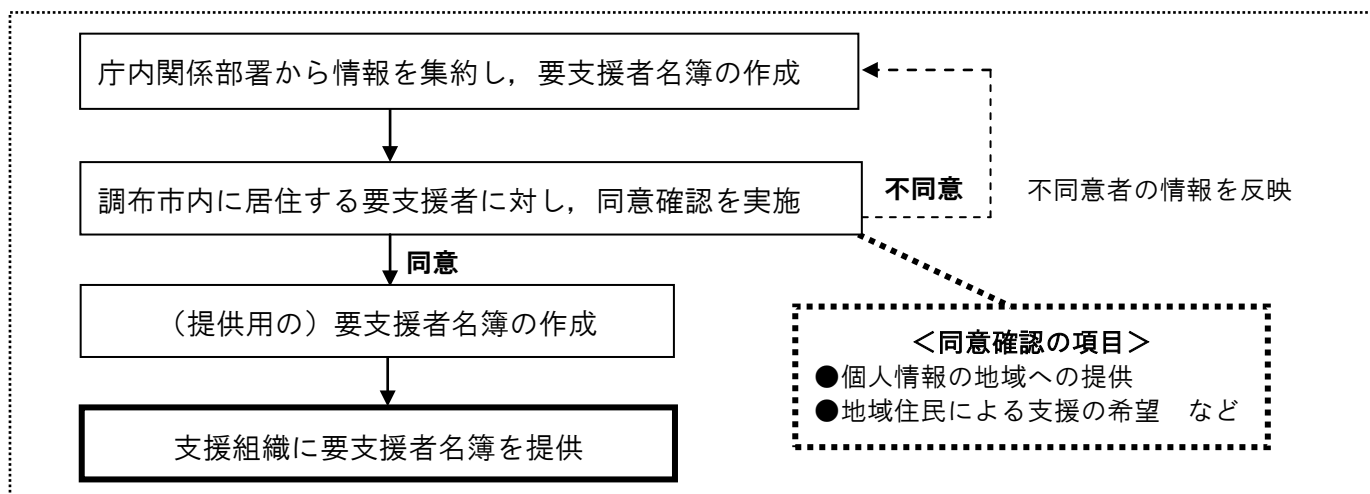 庁内関係部署から情報を集約し，要支援者名簿の作成
調布市内に居住する要支援者に対し，同意確認を実施
不同意
不同意者の情報を反映
同意
（提供用の）要支援者名簿の作成
＜同意確認の項目＞
●個人情報の地域への提供
●地域住民による支援の希望　など
支援組織に要支援者名簿を提供